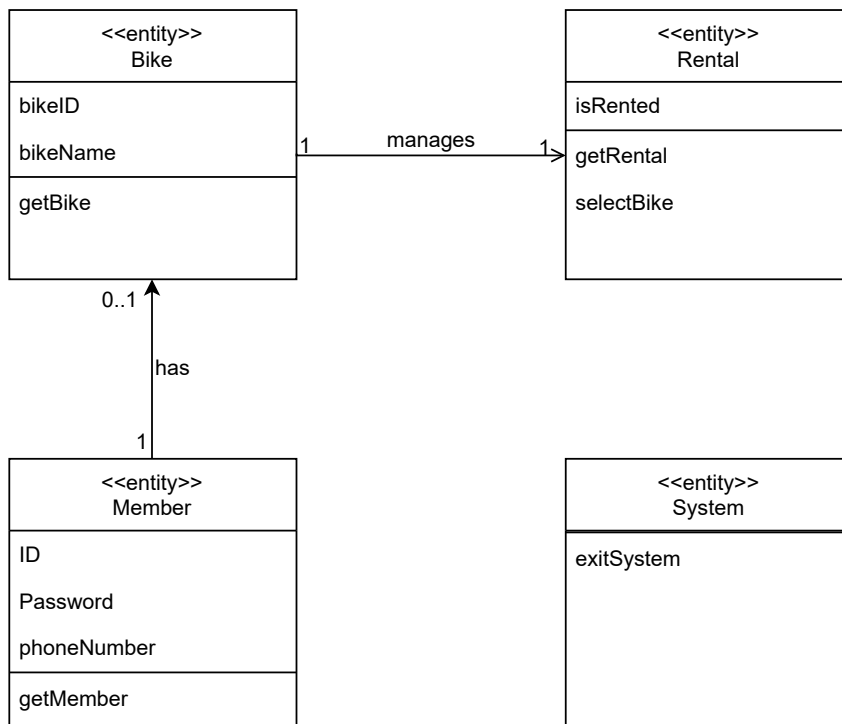 <<entity>>
Bike
bikeID
bikeName
getBike
<<entity>>
Rental
isRented
getRental
selectBike
1
manages
1
0..1
has
1
<<entity>>
Member
ID
Password
phoneNumber
getMember
<<entity>>
System
exitSystem